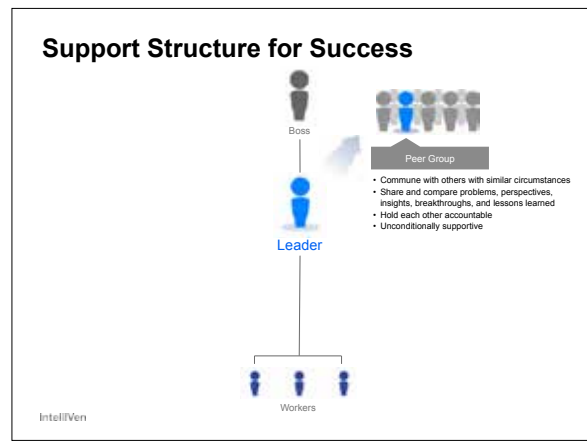 Support Structure for Success
Boss
Peer Group
• Commune with others with similar circumstances
• Share and compare problems, perspectives,
insights, breakthroughs, and lessons learned
• Hold each other accountable
• Unconditionally supportive
Leader
Workers
IntelliVen